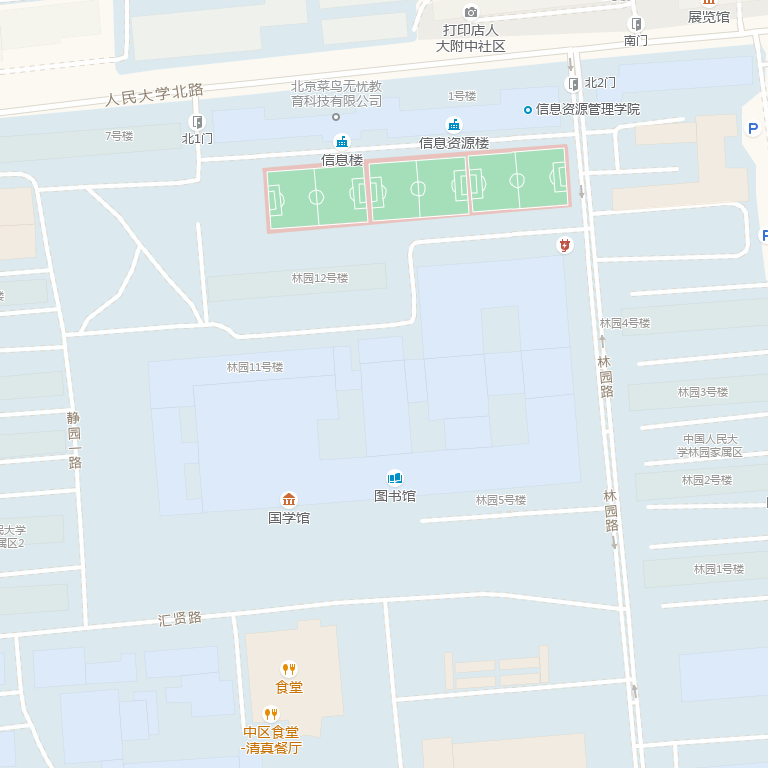 展览馆
打印店人
大附中社区
南门
人民大学北路
北京菜鸟无忧教
育科技有限公司
北2门
1号楼
信息资源管理学院
P
7号楼
北1门
信息楼
信息资源楼
P
林园12号楼
楼
林园4号楼
林园11号楼
林园路
林园3号楼
静园一路
中国人民大
学林园家属区
林园2号楼
图书馆
林园5号楼
国学馆
林园路
民大学
属区2
林园1号楼
汇贤路
食堂
中区食堂
-清真餐厅